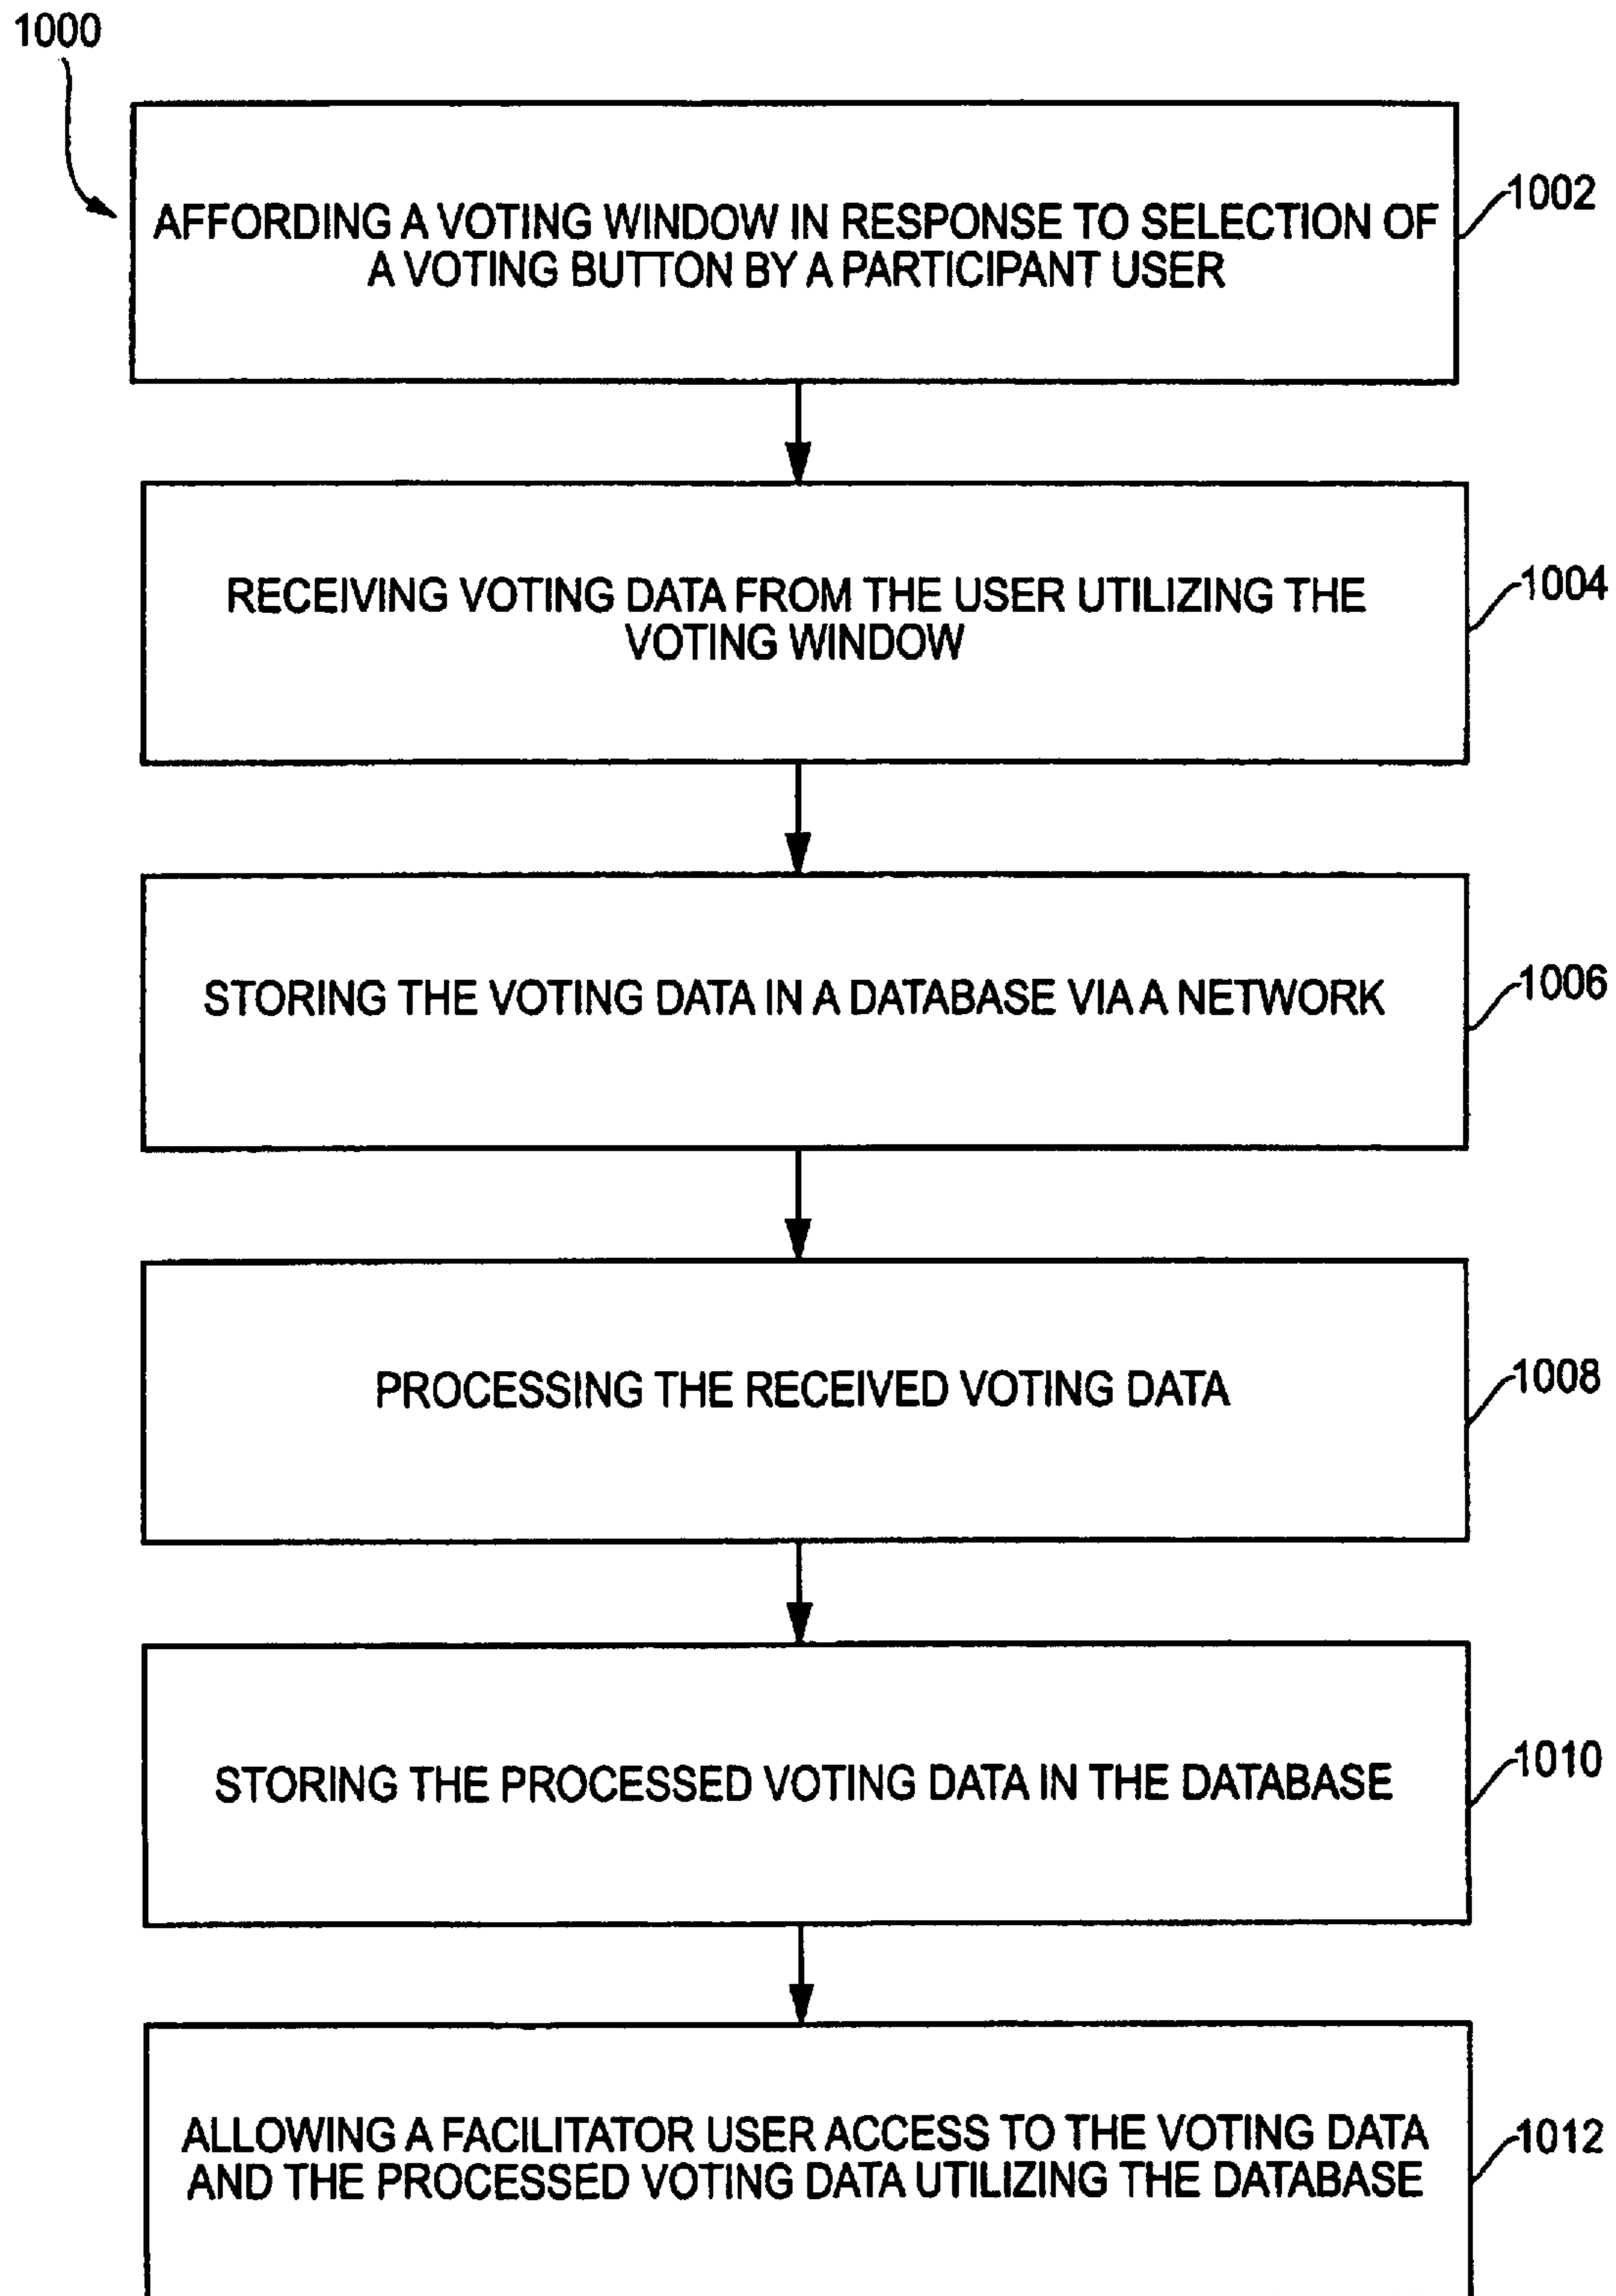 1000
AFFORDING A VOTING WINDOW IN RESPONSE TO SELECTION OF
A VOTING BUTTON BY A PARTICIPANT USER
1002
RECEIVING VOTING DATA FROM THE USER UTILIZING THE
VOTING WINDOW
1004
STORING THE VOTING DATA IN A DATABASE VIA A NETWORK
1006
PROCESSING THE RECEIVED VOTING DATA
1008
STORING THE PROCESSED VOTING DATA IN THE DATABASE
1010
ALLOWING A FACILITATOR USER ACCESS TO THE VOTING DATA
AND THE PROCESSED VOTING DATA UTILIZING THE DATABASE
1012